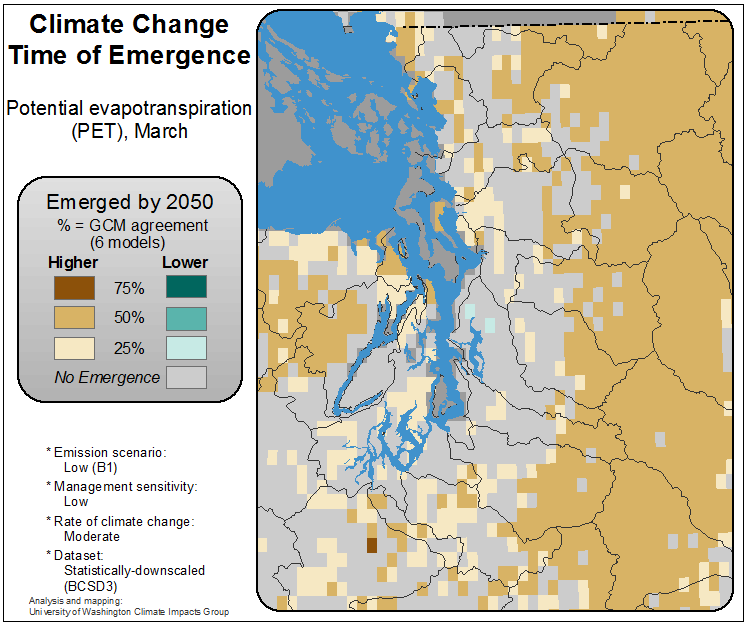 Climate Change
Time of Emergence
Potential evapotranspiration
(PET), March
Emerged by 2050
% = GCM agreement
(6 models)
Higher Lower
75%
50%
25%
No Emergence
* Emission scenario:
Low (B1)
* Management sensitivity:
Low
* Rate of climate change:
Moderate
* Dataset:
Statistically-downscaled
(BCSD3)
Analysis and mapping:
University of Washington Climate Impacts Group